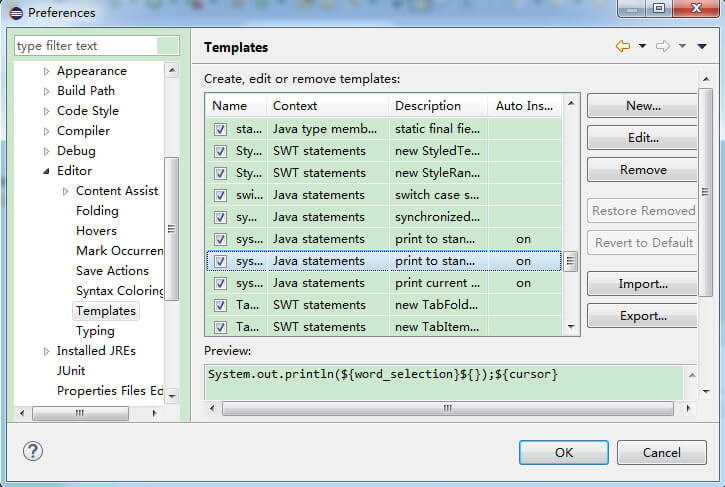 Preferences
type filter text
Appearance
Build Path
Code Style
Compiler
Debug
Editor
Content Assist
Folding
Hovers
Mark Occurren
Save Actions
Syntax Coloring
Templates
Typing
Installed JREs
JUnit
Properties Files Ed
Templates
Create, edit or remove templates:
Name Context Description Auto Ins...
sta... Java type memb... static final fie...
Sty... SWT statements new StyledTe...
Sty... SWT statements new StyleRan...
swi... Java statements switch case s...
sy... Java statements synchronized...
sys... Java statements print to stan... on
sys... Java statements print to stan... on
sys... Java statements print current ... on
Ta... SWT statements new TabFold...
Ta... SWT statements new TabItem...
New...
Edit...
Remove
Restore Removed
Revert to Default
Import...
Export...
Preview:
System.out.println(${word_selection}${});${cursor}
?
OK
Cancel